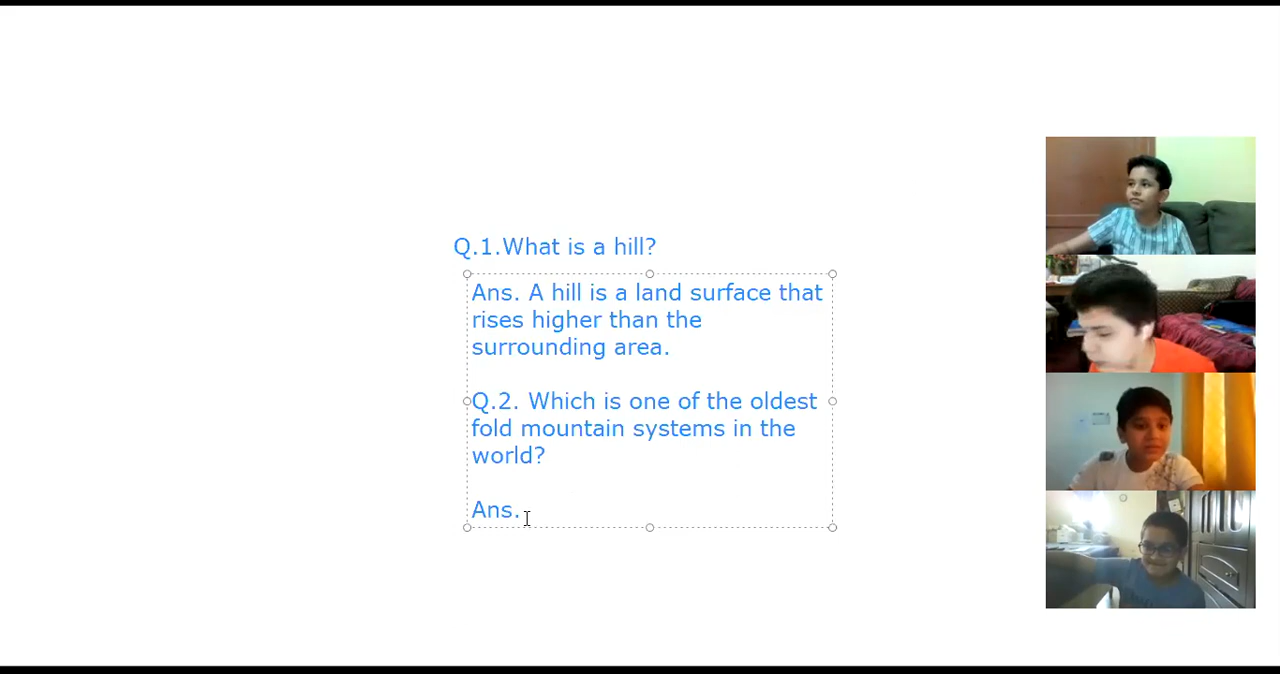 Q.1.What is a hill?
Ans. A hill is a land surface that
rises higher than the
surrounding area.
Q.2. Which is one of the oldest
fold mountain systems in the
world?
Ans.